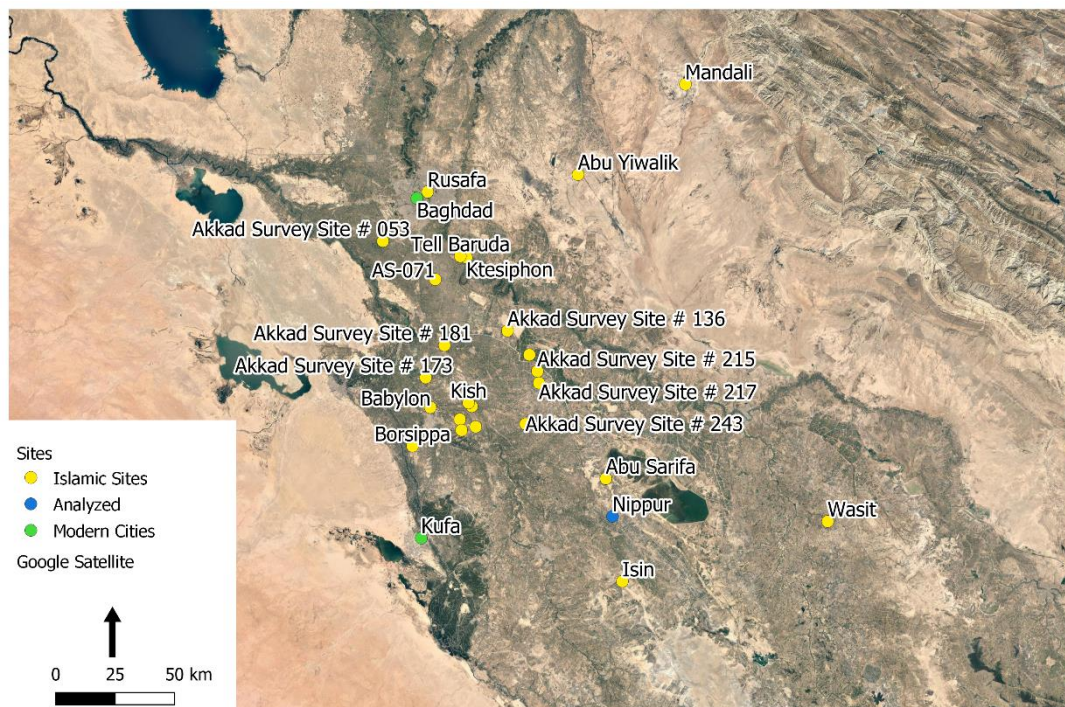 Mandali
Abu Yiwalik
Rusafa
Baghdad
Akkad Survey Site # 053
Tell Baruda
AS-071
Ktesiphon
Akkad Survey Site # 136
Akkad Survey Site # 181
Akkad Survey Site # 215
Akkad Survey Site # 173
Akkad Survey Site # 217
Kish
Babylon
Akkad Survey Site # 243
Borsippa
Abu Sarifa
Nippur
Wasit
Kufa
Isin
Sites
Islamic Sites
Analyzed
Modern Cities
Google Satellite
0 25 50 km